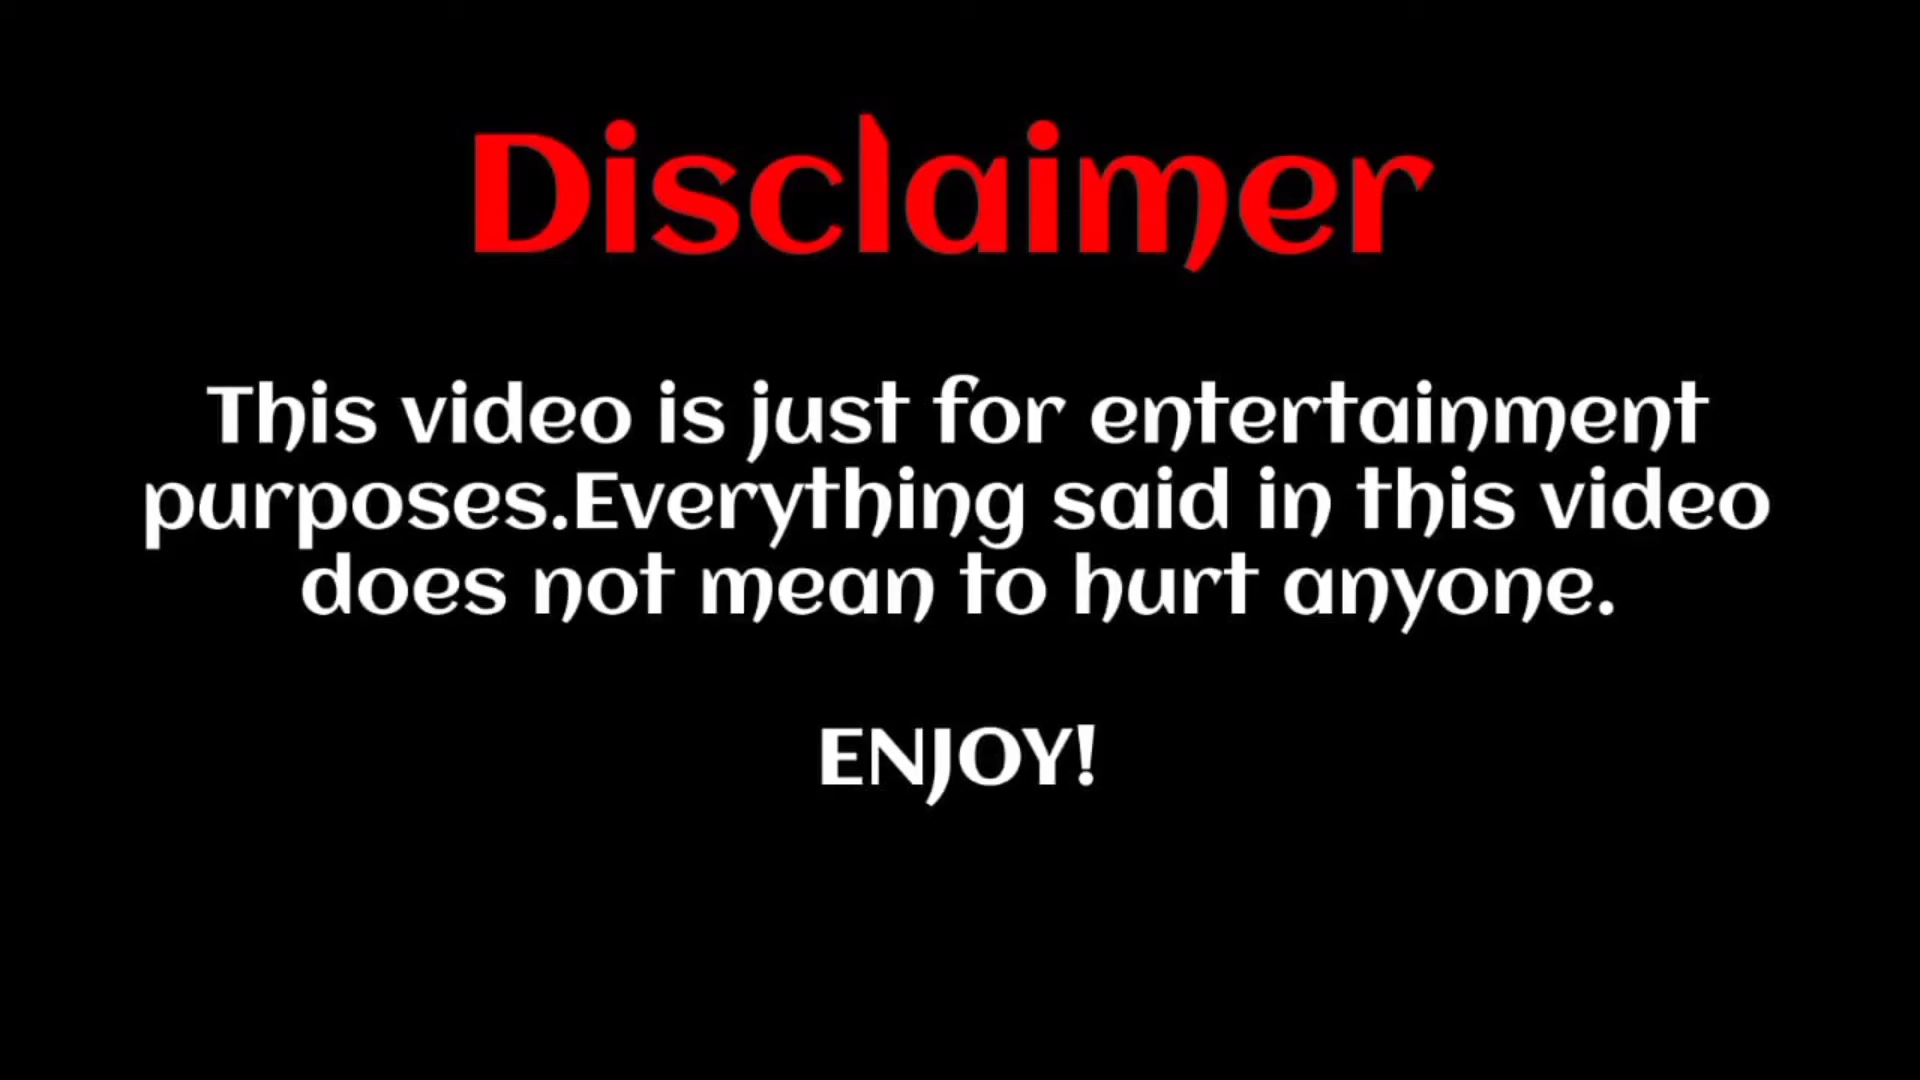 Disclaimer
This video is just for entertainment
purposes.Everything said in this video
does not mean to hurt anyone.
ENJOY!